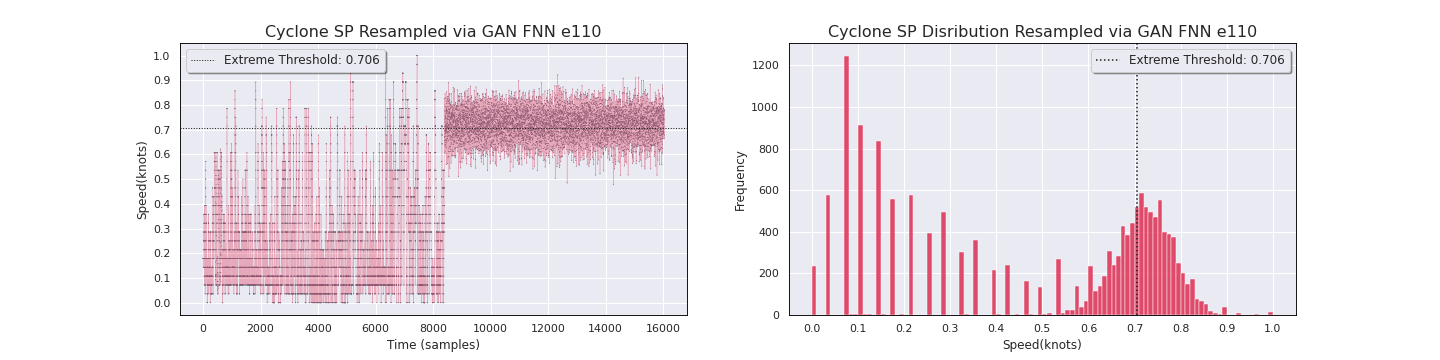 Cyclone SP Resampled via GAN FNN e110
Extreme Threshold: 0.706
1.0
0.9
0.8
0.7
0.6
0.5
0.4
0.3
0.2
0.1
0.0
Speed(knots)
0 2000 4000 6000 8000 10000 12000 14000 16000
Time (samples)
Cyclone SP Disribution Resampled via GAN FNN e110
Extreme Threshold: 0.706
1200
1000
800
600
400
200
0
Frequency
0.0 0.1 0.2 0.3 0.4 0.5 0.6 0.7 0.8 0.9 1.0
Speed(knots)